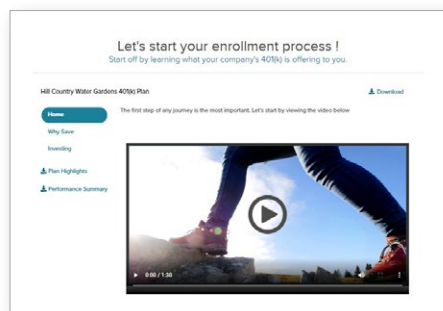 Let's start your enrollment process !
Start off by learning what your company's 401(k) is offering to you.
Hill Country Water Gardens 401(k) Plan
Download
Home
The first step of any journey is the most important. Let's start by viewing the video below
Why Save
Investing
Plan Highlights
Performance Summary
0:00 / 1:30